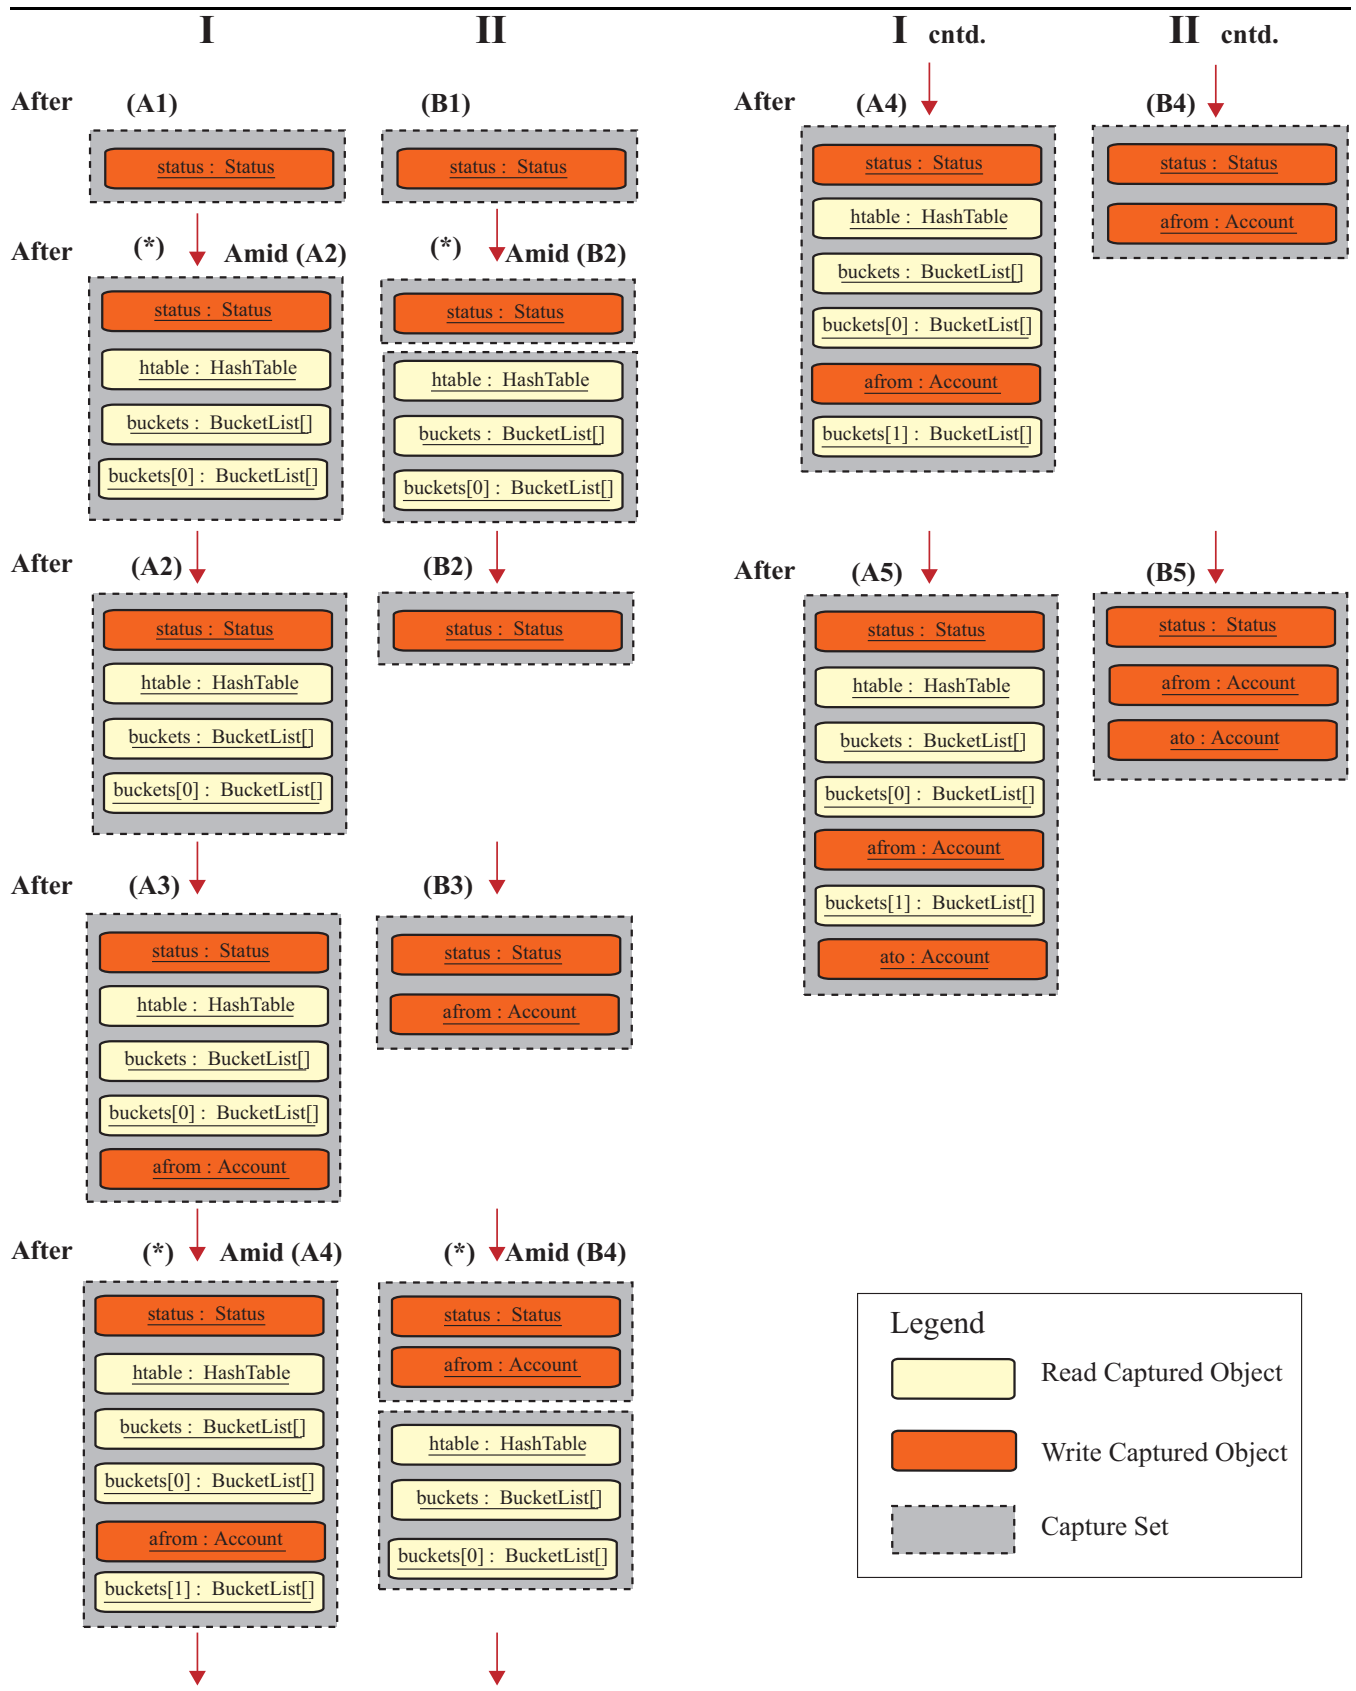 I
II
After (A1) (B1)
status : Status
status : Status
After (*) Amid (A2) (*) Amid (B2)
status : Status
htable : HashTable
buckets : BucketList[]
buckets[0] : BucketList[]
status : Status
htable : HashTable
buckets : BucketList[]
buckets[0] : BucketList[]
After (A2) (B2)
status : Status
htable : HashTable
buckets : BucketList[]
buckets[0] : BucketList[]
status : Status
After (A3) (B3)
status : Status
htable : HashTable
buckets : BucketList[]
buckets[0] : BucketList[]
afrom : Account
status : Status
afrom : Account
After (*) Amid (A4) (*) Amid (B4)
status : Status
htable : HashTable
buckets : BucketList[]
buckets[0] : BucketList[]
afrom : Account
buckets[1] : BucketList[]
status : Status
afrom : Account
htable : HashTable
buckets : BucketList[]
buckets[0] : BucketList[]
I cntd.
II cntd.
After (A4) (B4)
status : Status
htable : HashTable
buckets : BucketList[]
buckets[0] : BucketList[]
afrom : Account
buckets[1] : BucketList[]
status : Status
afrom : Account
After (A5) (B5)
status : Status
htable : HashTable
buckets : BucketList[]
buckets[0] : BucketList[]
afrom : Account
buckets[1] : BucketList[]
ato : Account
status : Status
afrom : Account
ato : Account
Legend
Read Captured Object
Write Captured Object
Capture Set